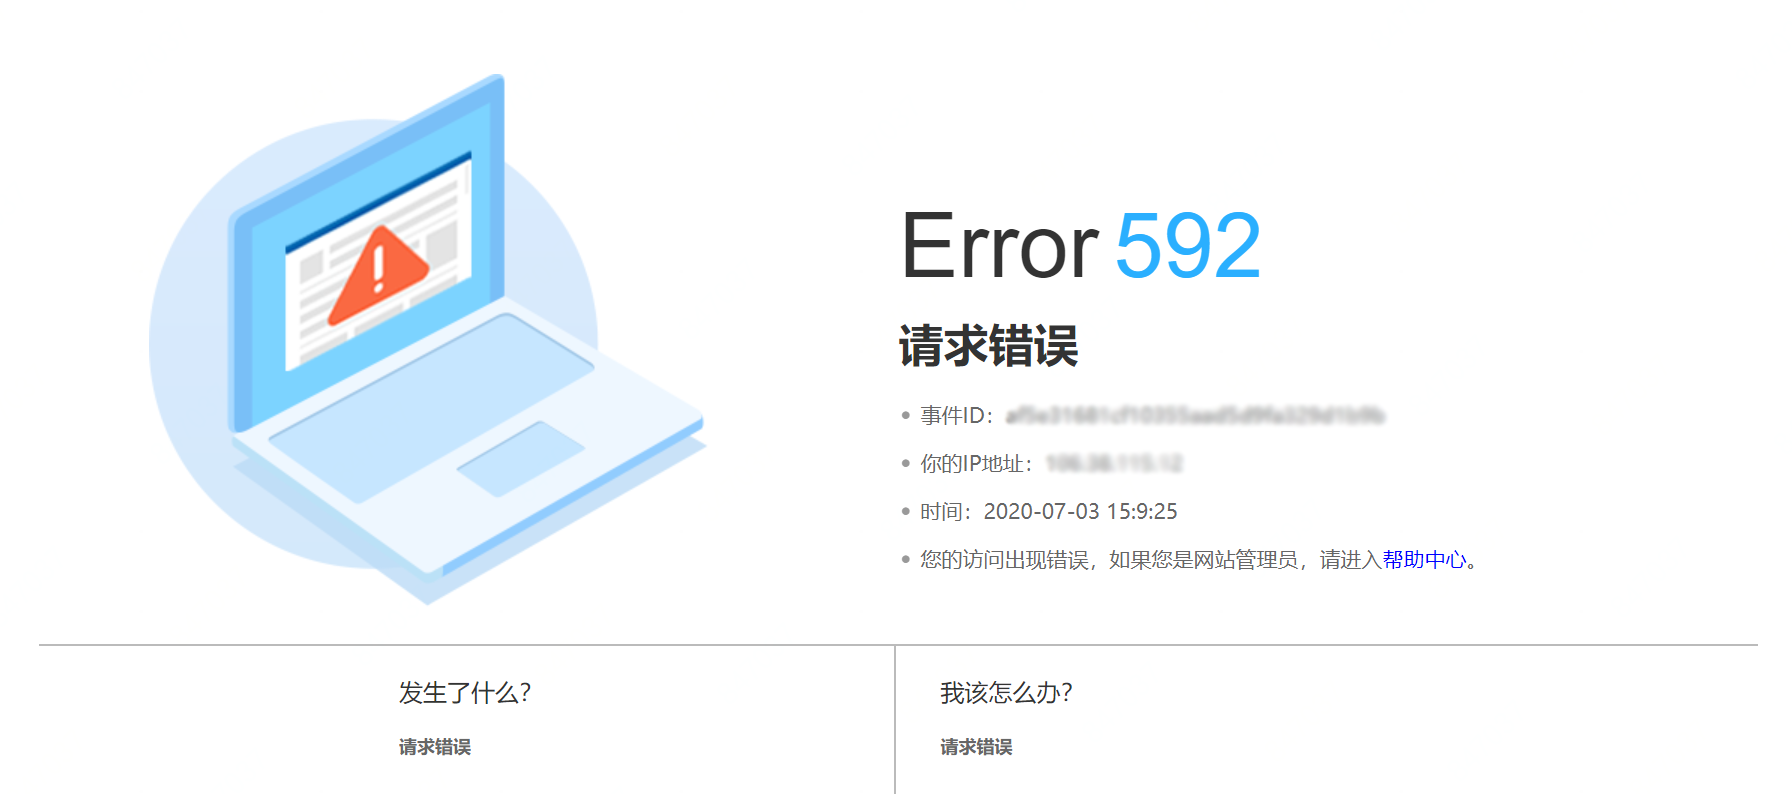 Error 592
请求错误
事件ID：
你的IP地址：
时间：2020-07-03 15:9:25
您的访问出现错误，如果您是网站管理员，请进入帮助中心。
发生了什么？
请求错误
我该怎么办？
请求错误